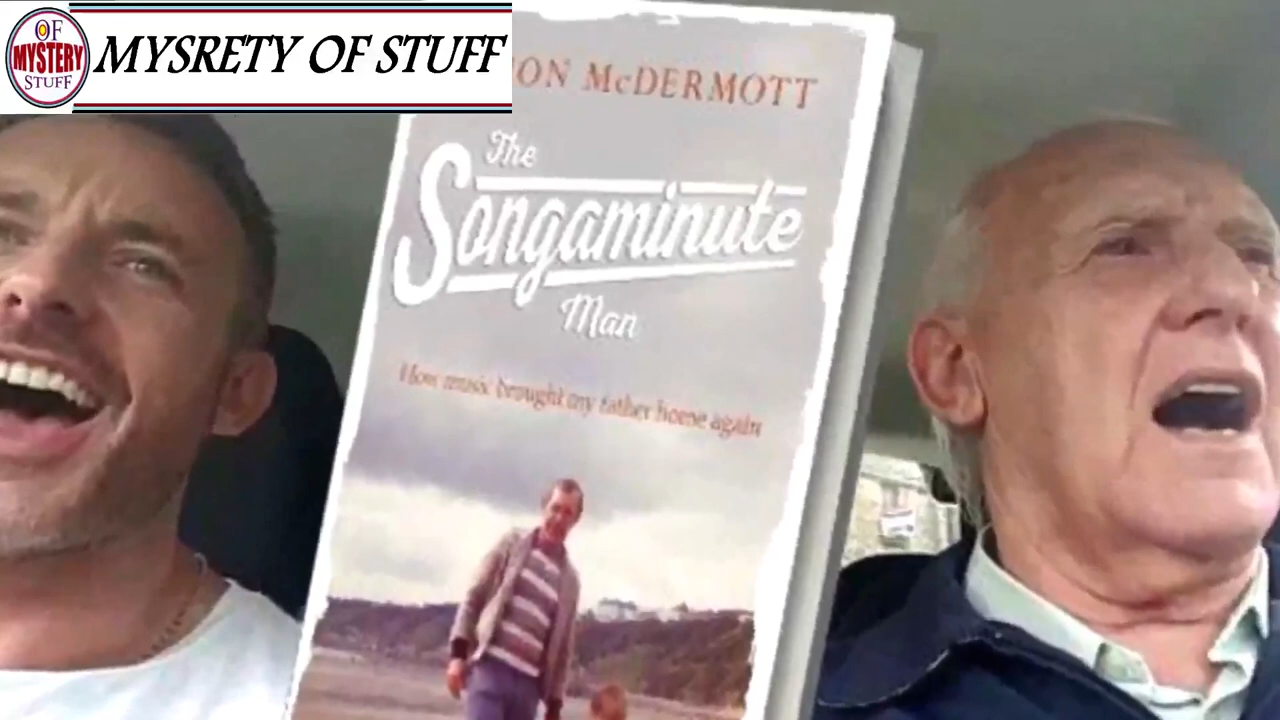 OF
MYSTERY
STUFF
MYSRETY OF STUFF
ON McDERMOTT
The
Songaminute
Man
How music brought my father home again